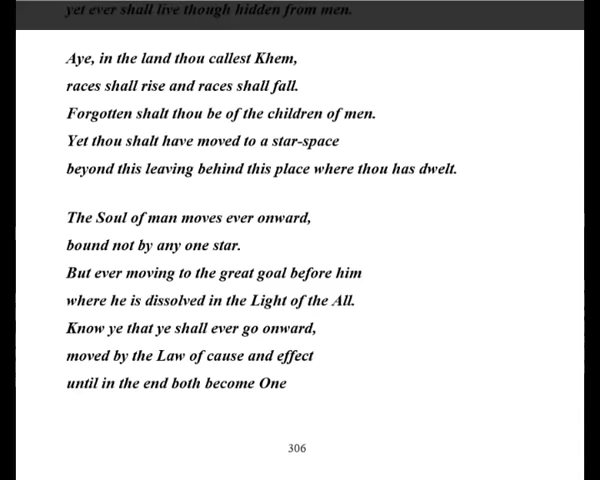 yet ever shall live though hidden from men.
Aye, in the land thou callest Khem,
races shall rise and races shall fall.
Forgotten shalt thou be of the children of men.
Yet thou shalt have moved to a star-space
beyond this leaving behind this place where thou has dwelt.
The Soul of man moves ever onward,
bound not by any one star.
But ever moving to the great goal before him
where he is dissolved in the Light of the All.
Know ye that ye shall ever go onward,
moved by the Law of cause and effect
until in the end both become One
306